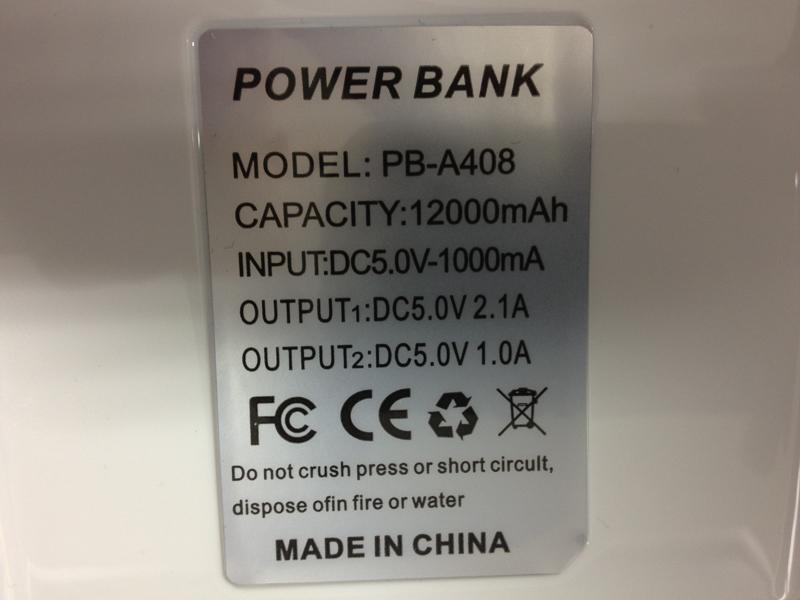 POWER BANK
MODEL: PB-A408
CAPACITY:12000mAh
INPUT:DC5.0V-1000mA
OUTPUT1:DC5.0V 2.1A
OUTPUT2:DC5.0V 1.0A
FC CE
Do not crush press or short circult,
dispose ofin fire or water
MADE IN CHINA